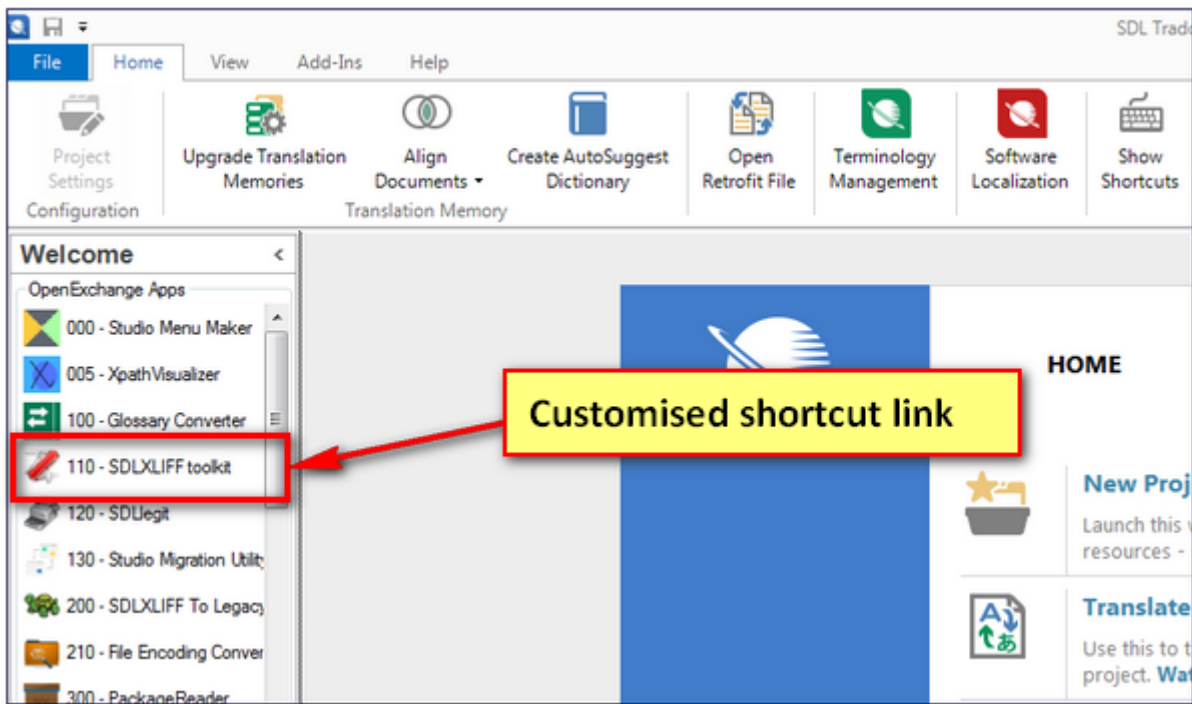 SDL Trado
File Home View Add-Ins Help
Project Settings
Upgrade Translation Memories
Align Documents
Create AutoSuggest Dictionary
Open Retrofit File
Terminology Management
Software Localization
Show Shortcuts
Configuration
Translation Memory
Welcome
OpenExchange Apps
000 - Studio Menu Maker
005 - XpathVisualizer
100 - Glossary Converter
110 - SDLXLIFF toolkit
120 - SDLlegit
130 - Studio Migration Utility
200 - SDLXLIFF To Legacy
210 - File Encoding Conver
300 - PackageReader
Customised shortcut link
HOME
New Proj
Launch this
resources -
Translate
Use this to t
project. Wat